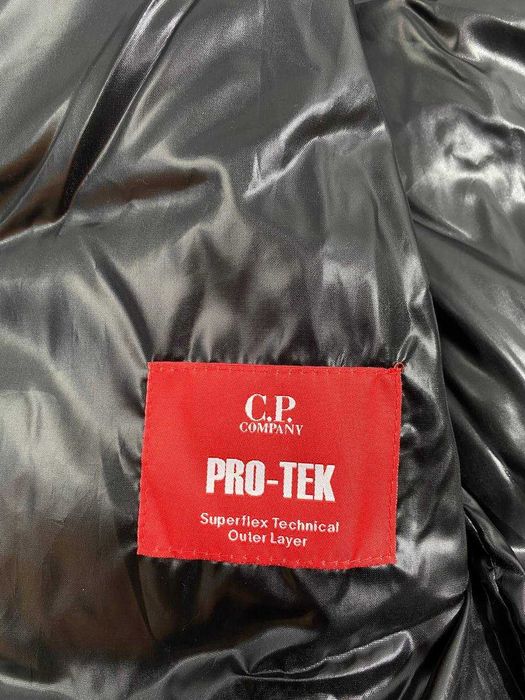 C.P.
COMPANY
PRO-TEK
Superflex Technical
Outer Layer